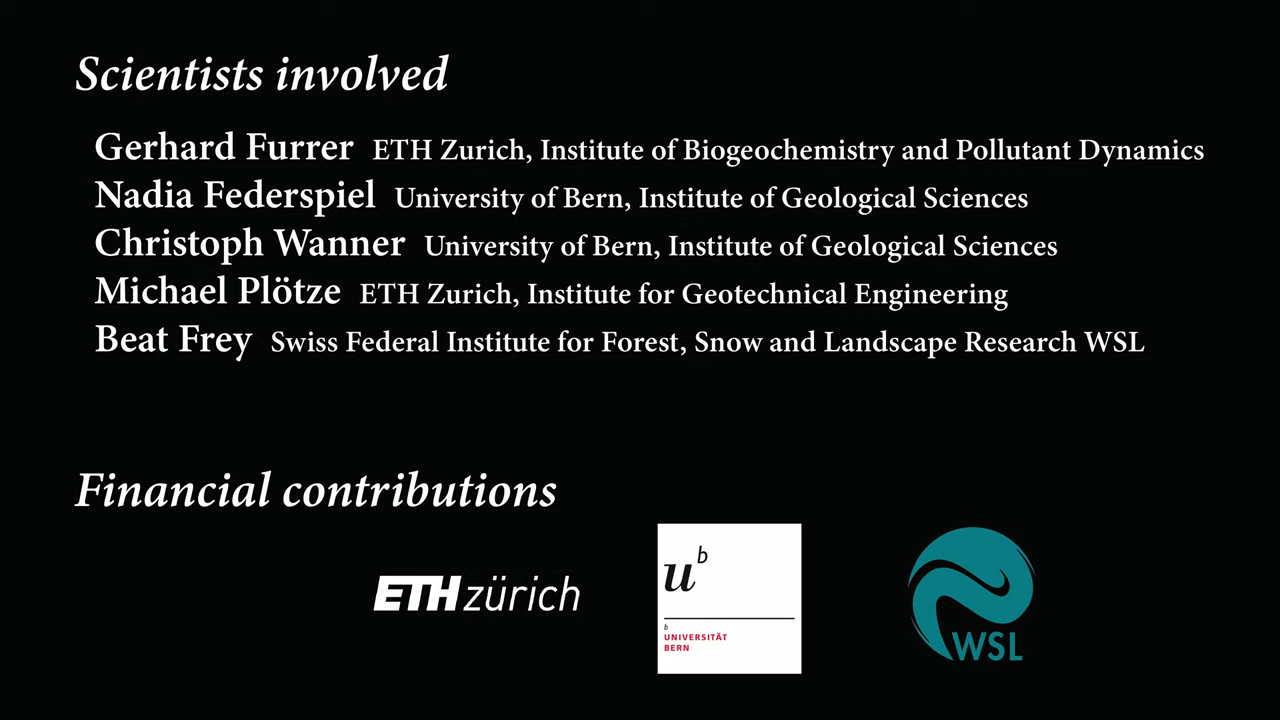 Scientists involved
Gerhard Furrer ETH Zurich, Institute of Biogeochemistry and Pollutant Dynamics
Nadia Federspiel University of Bern, Institute of Geological Sciences
Christoph Wanner University of Bern, Institute of Geological Sciences
Michael Plötze ETH Zurich, Institute for Geotechnical Engineering
Beat Frey Swiss Federal Institute for Forest, Snow and Landscape Research WSL
Financial contributions
ETH zürich
u b
b
UNIVERSITÄT
BERN
WSL